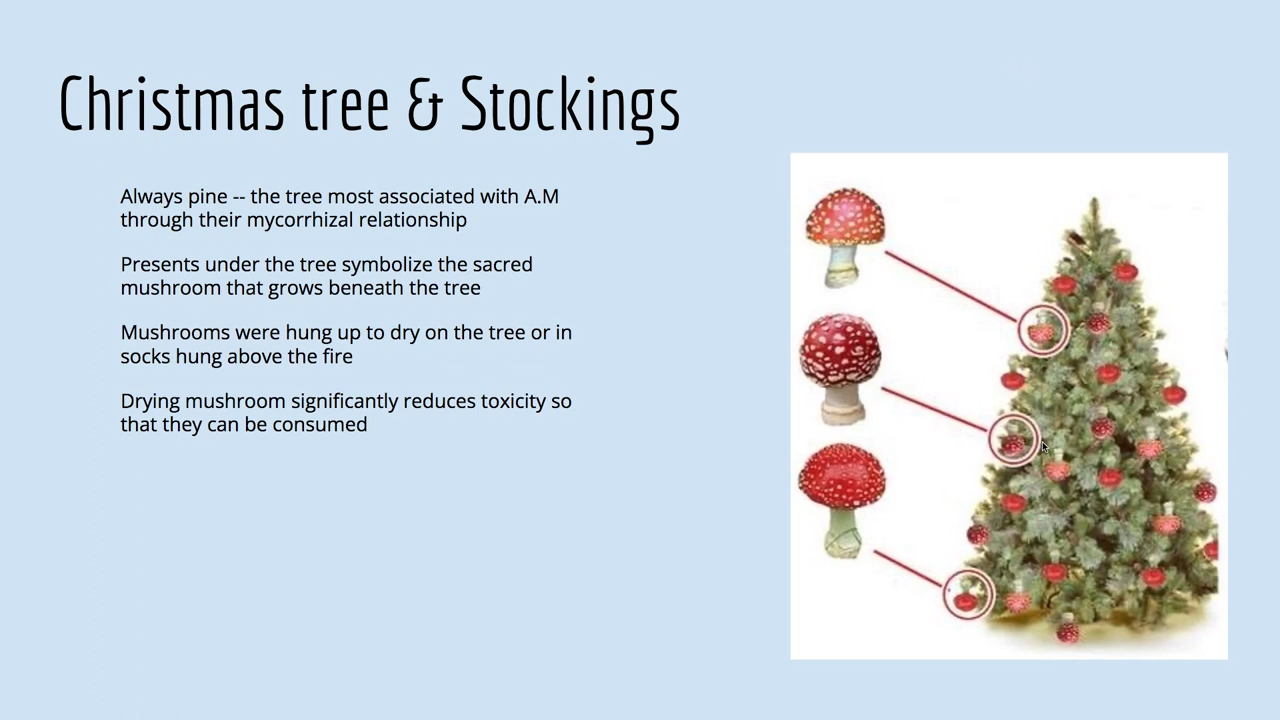 Christmas tree & Stockings
Always pine -- the tree most associated with A.M
through their mycorrhizal relationship
Presents under the tree symbolize the sacred
mushroom that grows beneath the tree
Mushrooms were hung up to dry on the tree or in
socks hung above the fire
Drying mushroom significantly reduces toxicity so
that they can be consumed